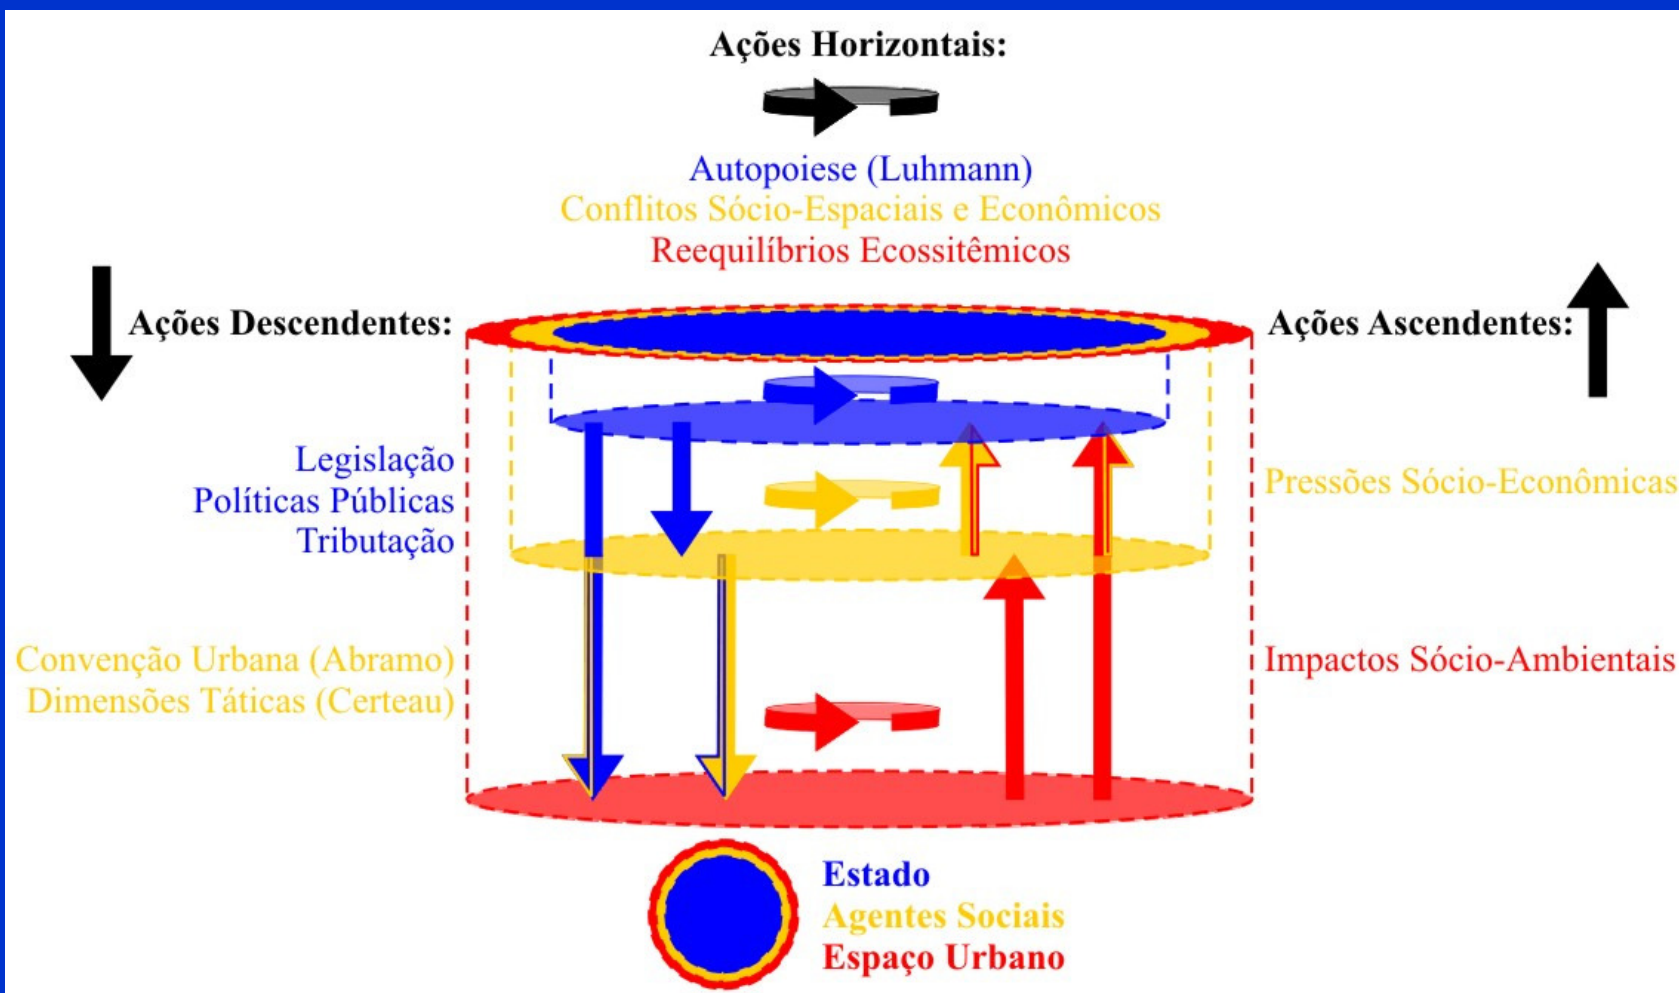 Ações Horizontais:
Autopoiese (Luhmann)
Conflitos Sócio-Espaciais e Econômicos
Reequilíbrios Ecossitêmicos
Ações Descendentes:
Ações Ascendentes:
Legislação
Políticas Públicas
Tributação
Pressões Sócio-Econômicas
Convenção Urbana (Abramo)
Dimensões Táticas (Certeau)
Impactos Sócio-Ambientais
Estado
Agentes Sociais
Espaço Urbano